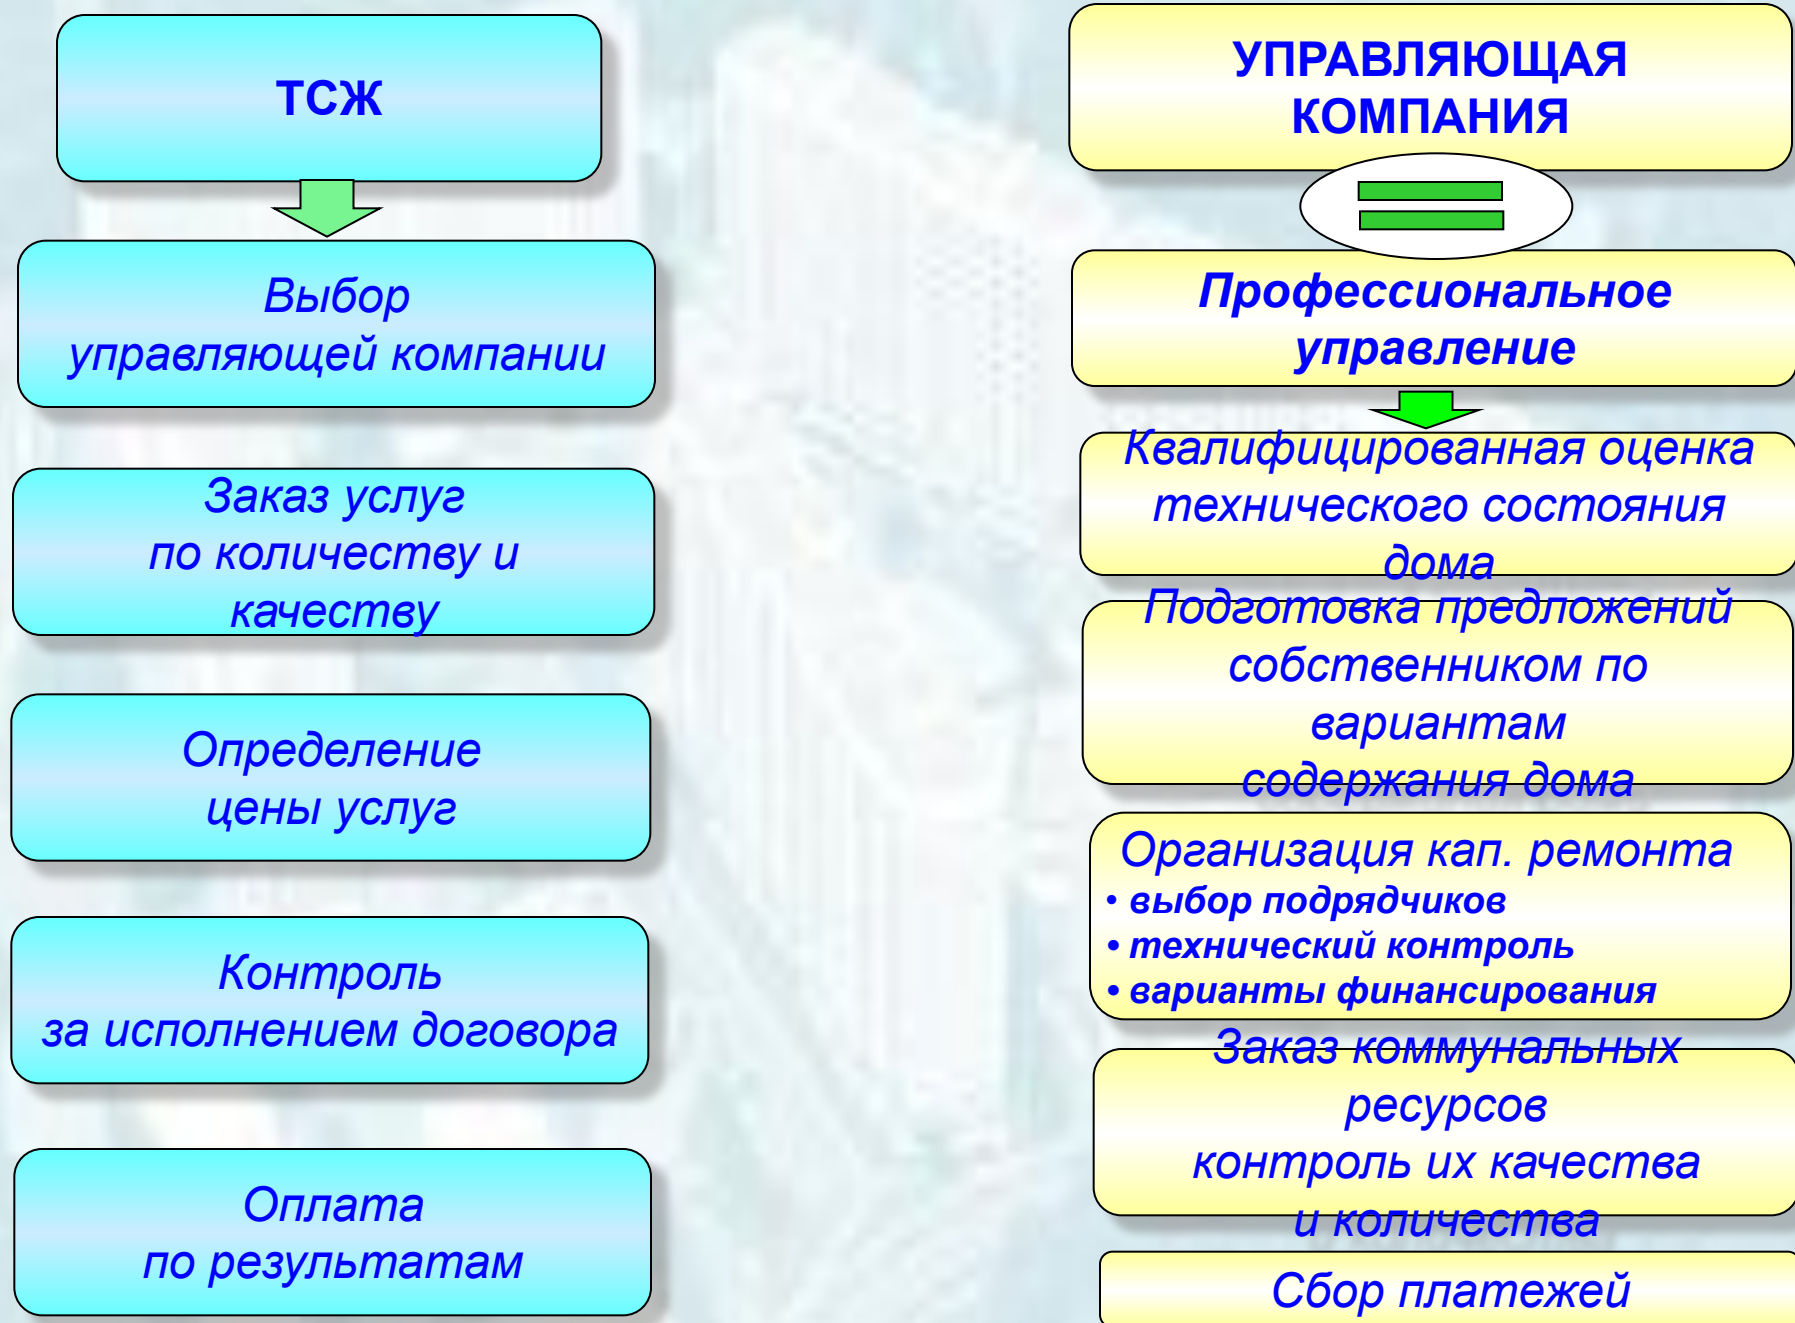 ТСЖ
Выбор
управляющей компании
Заказ услуг
по количеству и
качеству
Определение
цены услуг
Контроль
за исполнением договора
Оплата
по результатам
УПРАВЛЯЮЩАЯ
КОМПАНИЯ
Профессиональное
управление
Квалифицированная оценка
технического состояния
дома
Подготовка предложений
собственником по
вариантам
содержания дома
Организация кап. ремонта
• выбор подрядчиков
• технический контроль
• варианты финансирования
Заказ коммунальных
ресурсов
контроль их качества
и количества
Сбор платежей